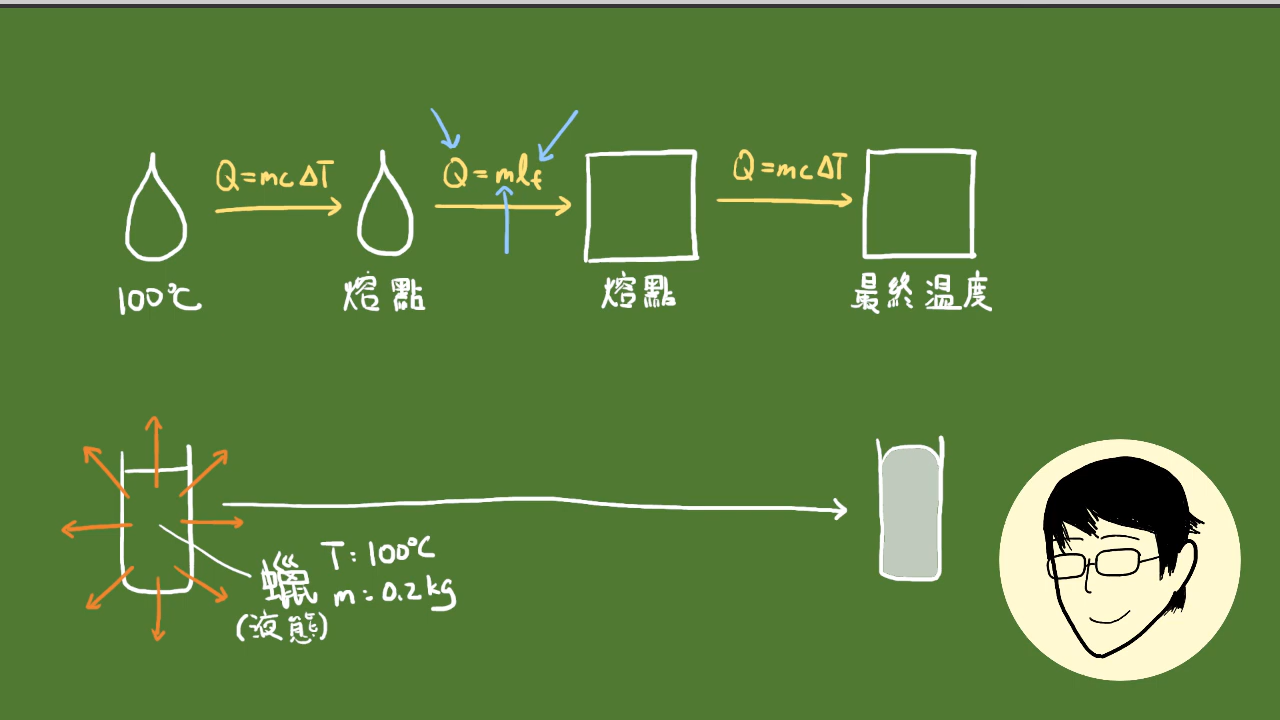 Q=mcΔT
Q=mlf
Q=mcΔT
100℃
熔點
熔點
最終溫度
蠟
(液態)
T:100℃
m:0.2kg